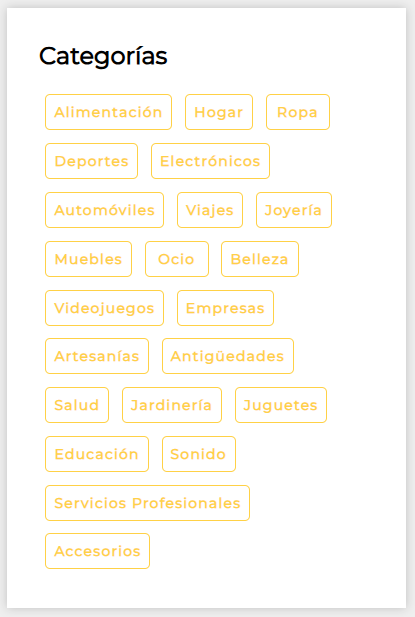 Categorías
Alimentación Hogar Ropa
Deportes Electrónicos
Automóviles Viajes Joyería
Muebles Ocio Belleza
Videojuegos Empresas
Artesanías Antigüedades
Salud Jardinería Juguetes
Educación Sonido
Servicios Profesionales
Accesorios